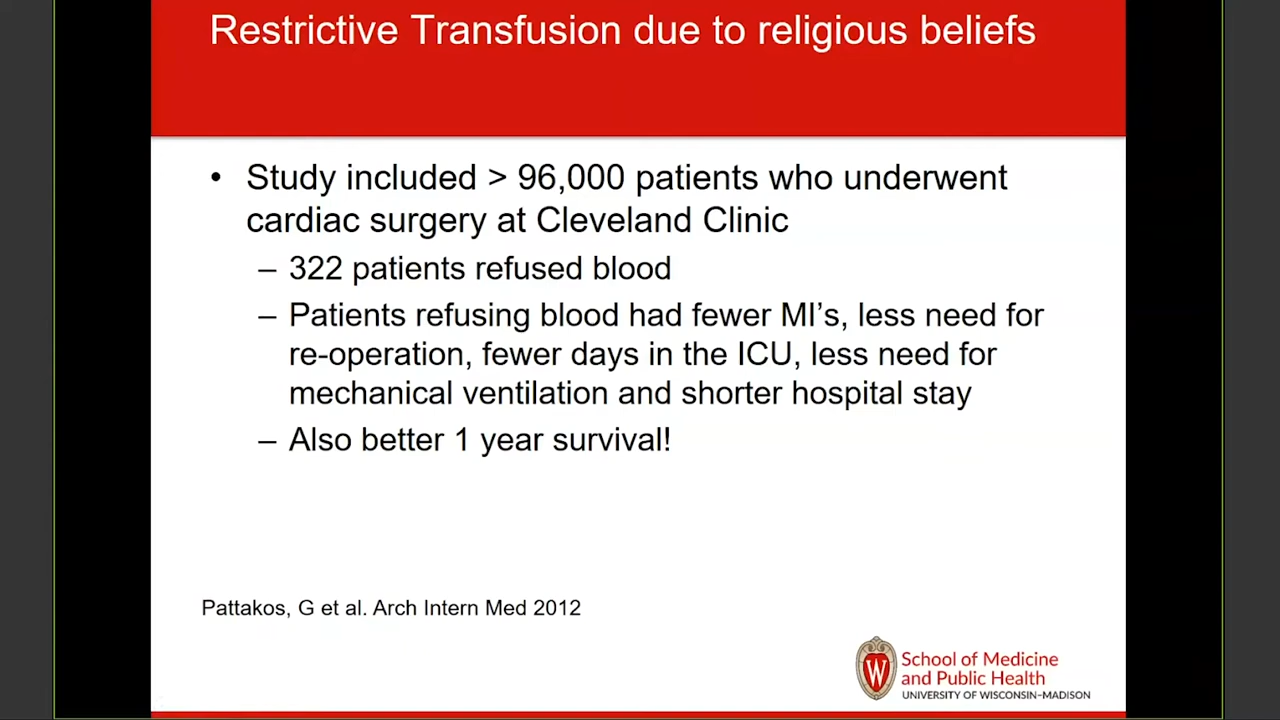 Restrictive Transfusion due to religious beliefs
• Study included > 96,000 patients who underwent
cardiac surgery at Cleveland Clinic
– 322 patients refused blood
– Patients refusing blood had fewer MI's, less need for
re-operation, fewer days in the ICU, less need for
mechanical ventilation and shorter hospital stay
– Also better 1 year survival!
Pattakos, G et al. Arch Intern Med 2012
W
School of Medicine
and Public Health
UNIVERSITY OF WISCONSIN–MADISON